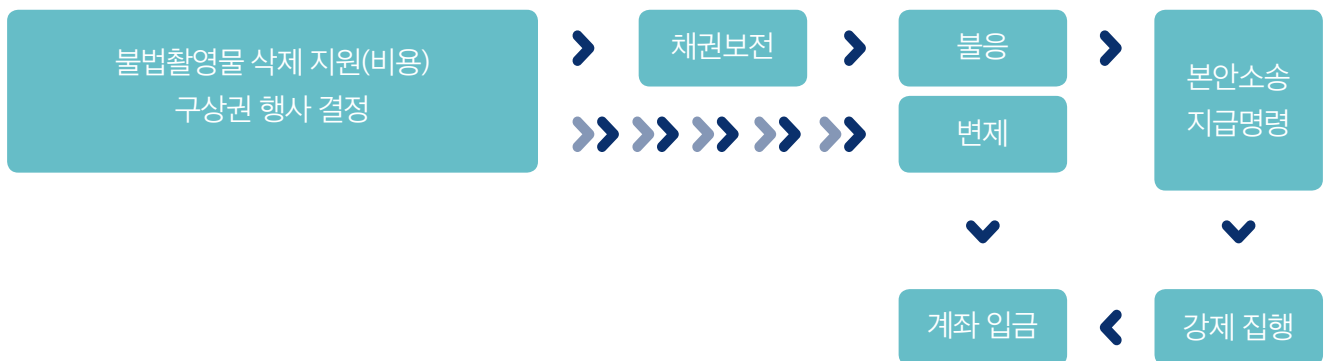 불법촬영물 삭제 지원(비용)
구상권 행사 결정
채권보전
불응
변제
본안소송
지급명령
계좌 입금
강제 집행